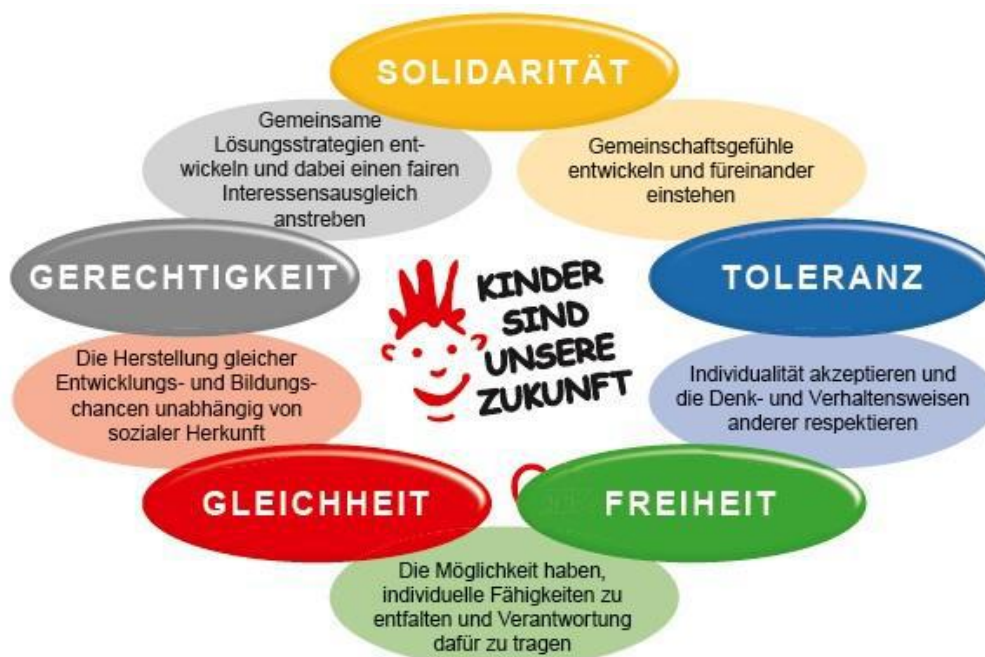 SOLIDARITÄT
Gemeinsame
Lösungsstrategien ent-
wickeln und dabei einen fairen
Interessensausgleich
anstreben
Gemeinschaftsgefühle
entwickeln und füreinander
einstehen
GERECHTIGKEIT
KINDER
SIND
UNSERE
ZUKUNFT
TOLERANZ
Die Herstellung gleicher
Entwicklungs- und Bildungs-
chancen unabhängig von
sozialer Herkunft
Individualität akzeptieren und
die Denk- und Verhaltensweisen
anderer respektieren
GLEICHHEIT
FREIHEIT
Die Möglichkeit haben,
individuelle Fähigkeiten zu
entfalten und Verantwortung
dafür zu tragen